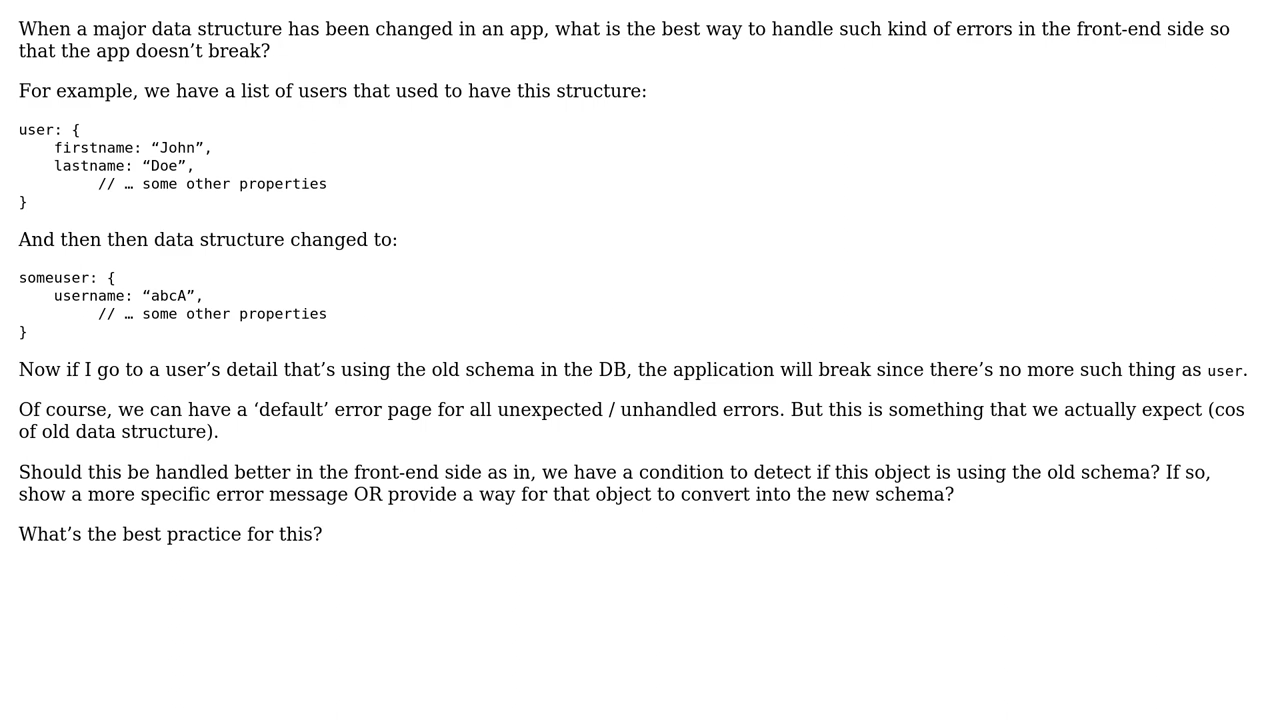 When a major data structure has been changed in an app, what is the best way to handle such kind of errors in the front-end side so
that the app doesn’t break?
For example, we have a list of users that used to have this structure:
user: {
    firstname: “John”,
    lastname: “Doe”,
         // … some other properties
}
And then then data structure changed to:
someuser: {
    username: “abcA”,
         // … some other properties
}
Now if I go to a user’s detail that’s using the old schema in the DB, the application will break since there’s no more such thing as user.
Of course, we can have a ‘default’ error page for all unexpected / unhandled errors. But this is something that we actually expect (cos
of old data structure).
Should this be handled better in the front-end side as in, we have a condition to detect if this object is using the old schema? If so,
show a more specific error message OR provide a way for that object to convert into the new schema?
What’s the best practice for this?